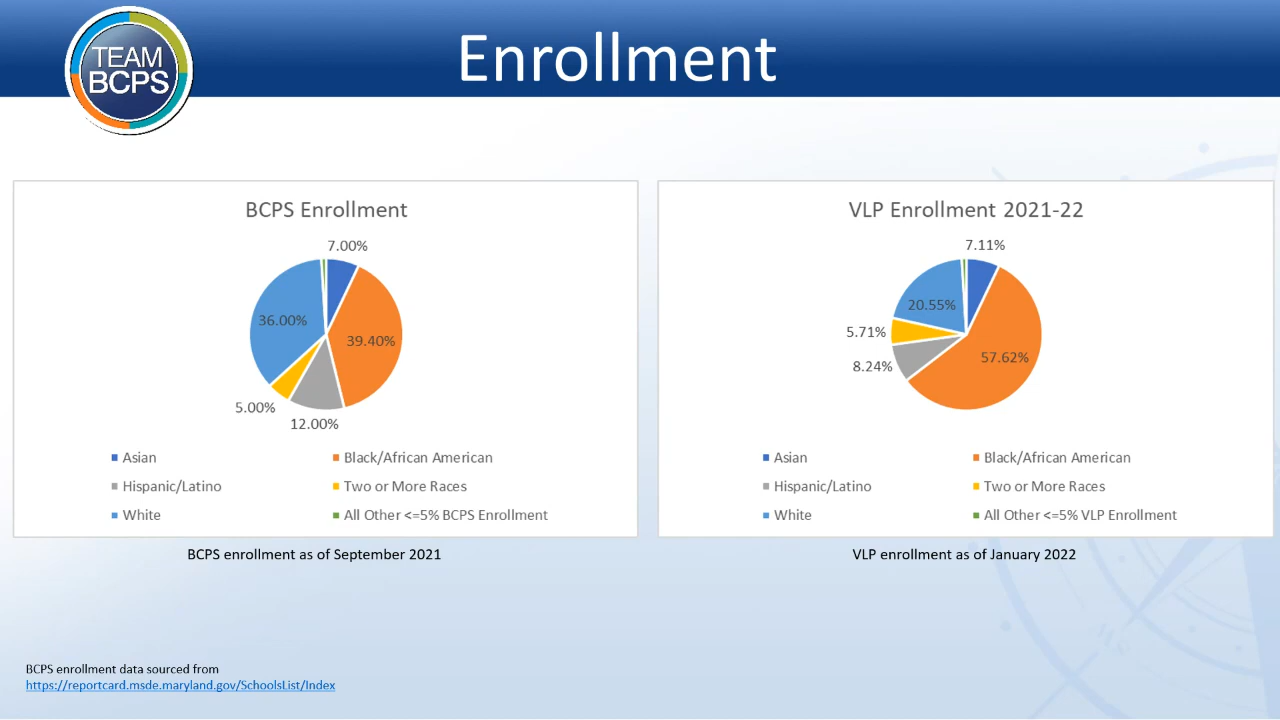 TEAM
BCPS
Enrollment
BCPS Enrollment
7.00%
36.00%
39.40%
5.00%
12.00%
Asian
Black/African American
Hispanic/Latino
Two or More Races
White
All Other <=5% BCPS Enrollment
BCPS enrollment as of September 2021
VLP Enrollment 2021-22
7.11%
20.55%
5.71%
57.62%
8.24%
Asian
Black/African American
Hispanic/Latino
Two or More Races
White
All Other <=5% VLP Enrollment
VLP enrollment as of January 2022
BCPS enrollment data sourced from
https://reportcard.msde.maryland.gov/SchoolsList/Index